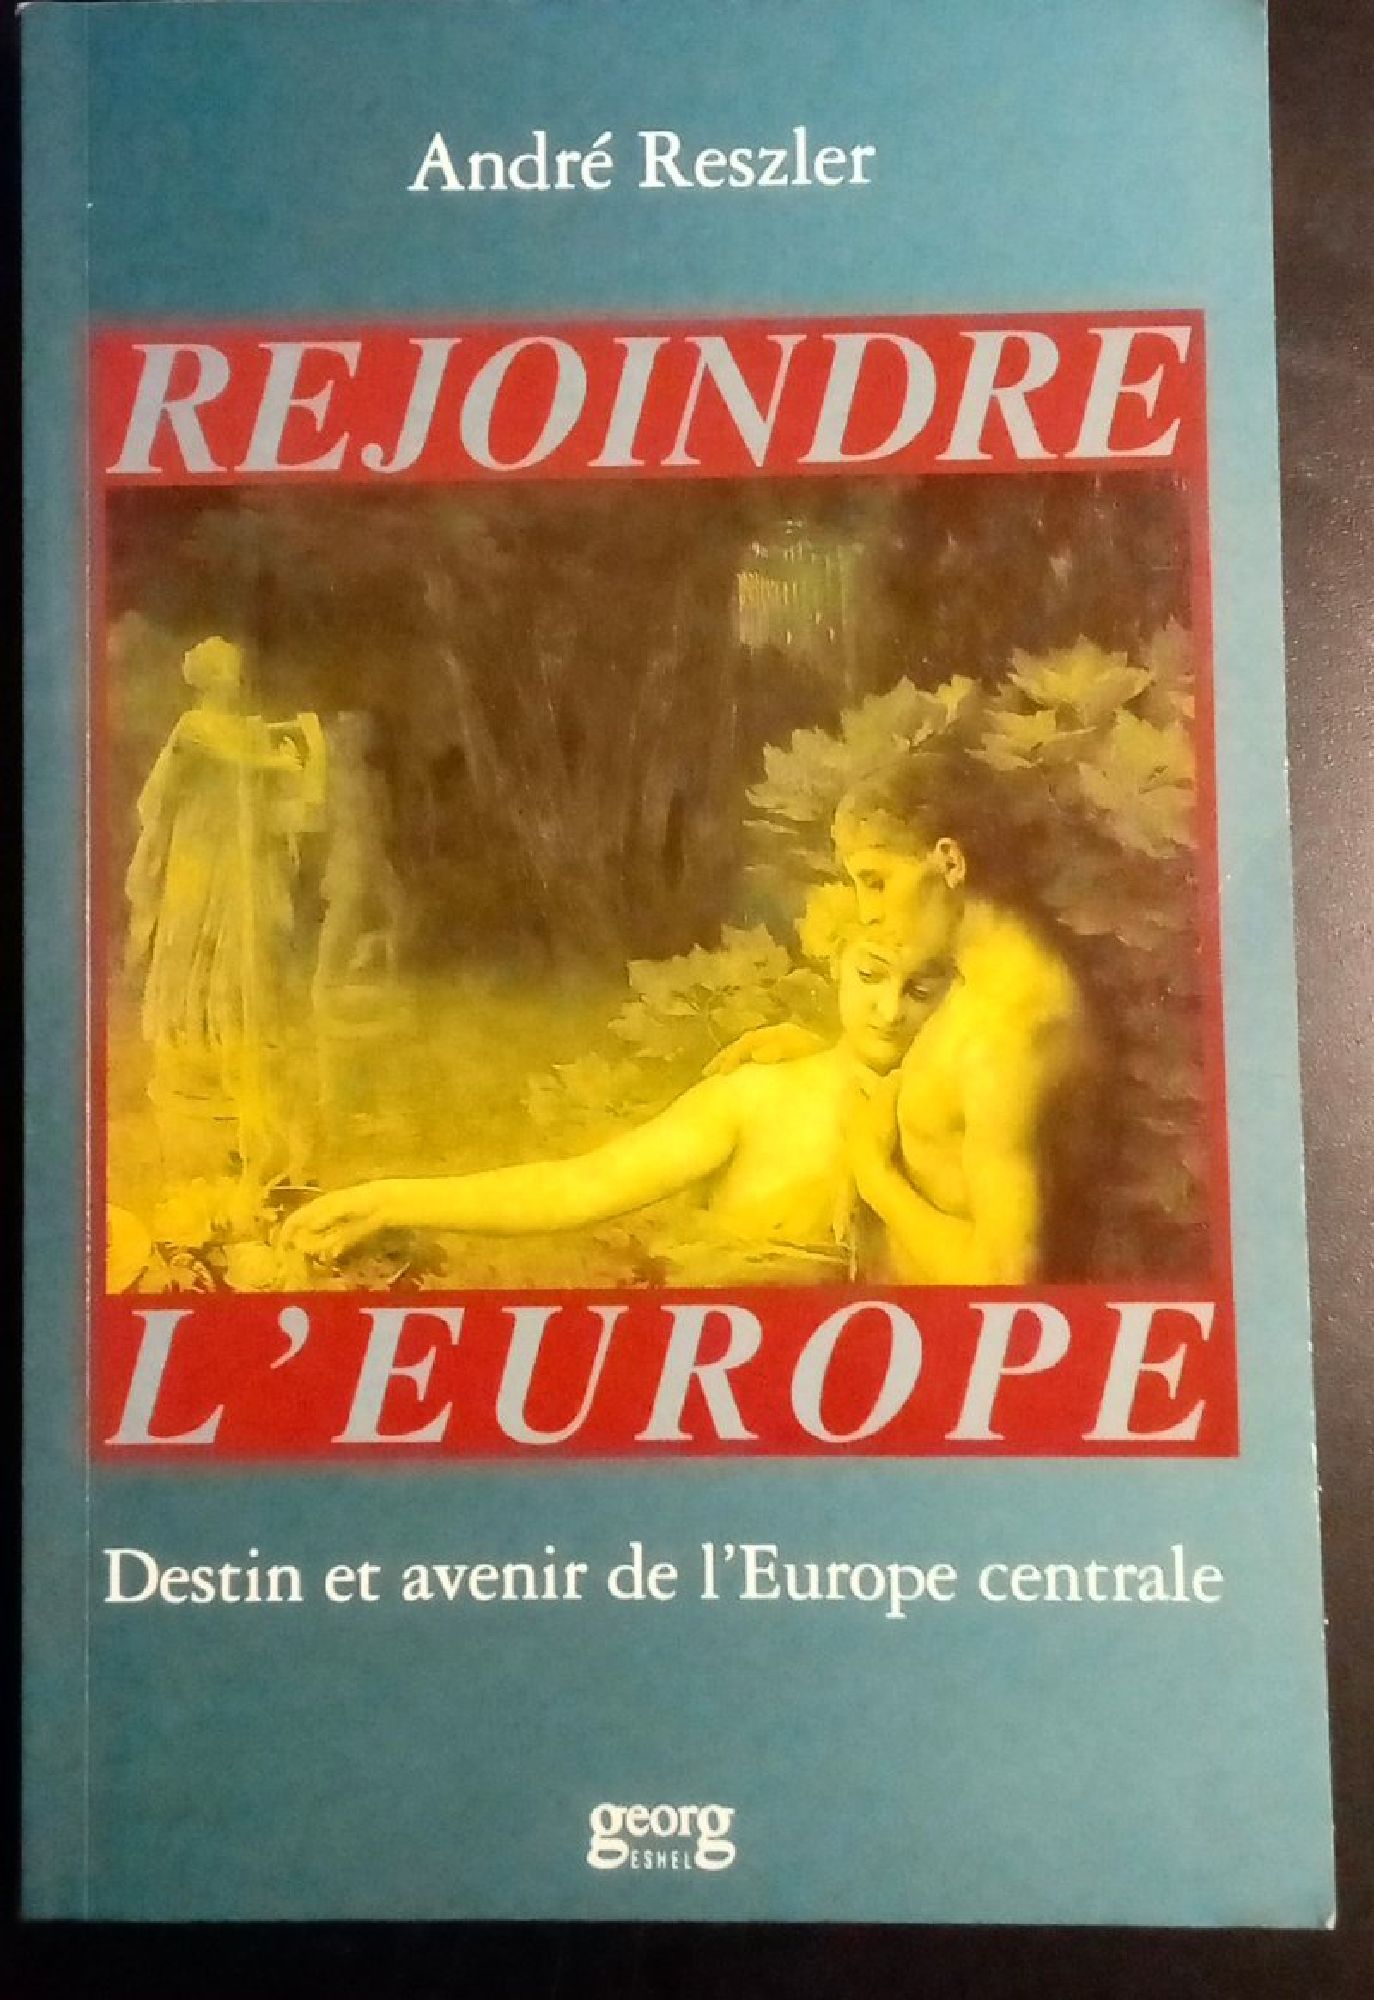 André Reszler
REJOINDRE
L'EUROPE
Destin et avenir de l'Europe centrale
georg
ESHEL